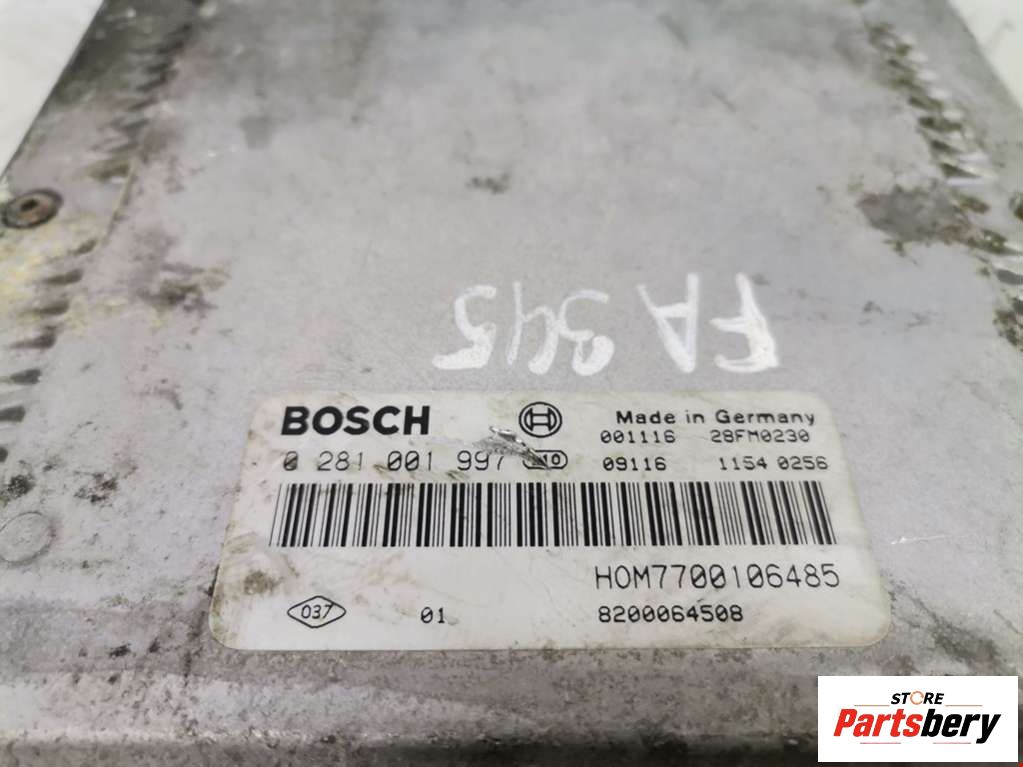 FA 345
BOSCH
Made in Germany
001116 28FM0230
0 281 001 997
09116 1154 0256
HOM7700106485
037 01 8200064508
STORE
Partsbery